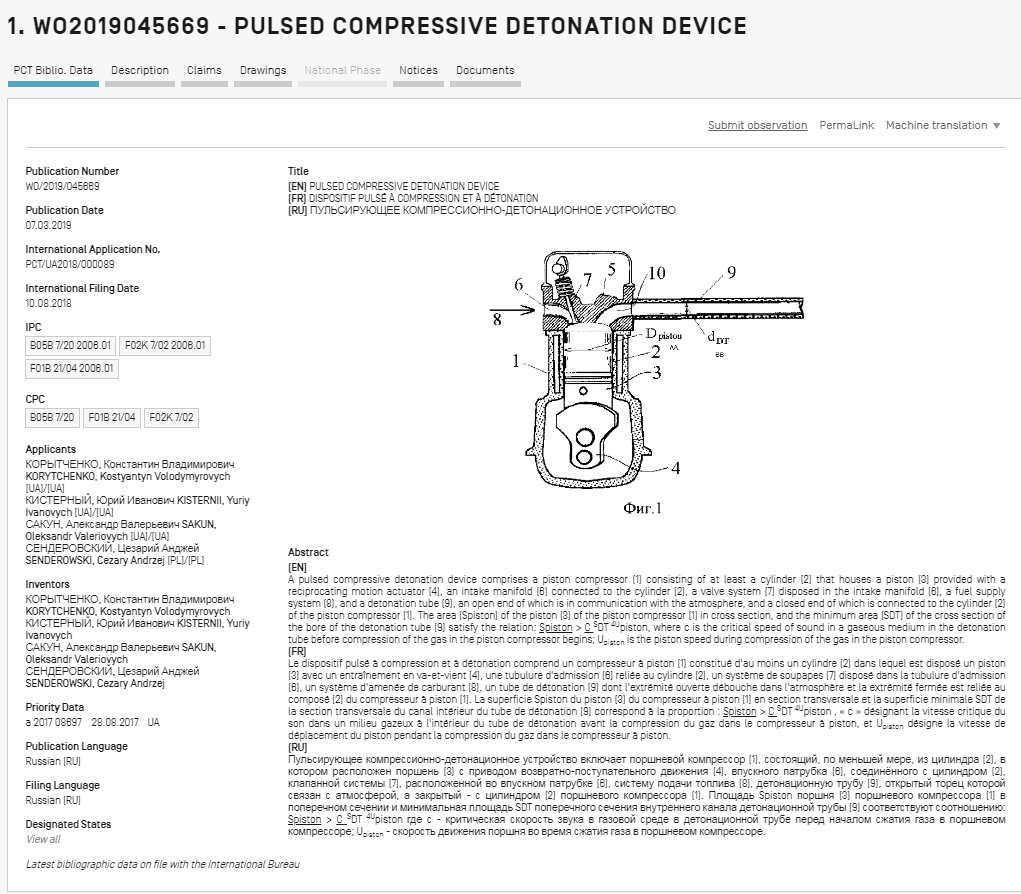 1. WO2019045669 - PULSED COMPRESSIVE DETONATION DEVICE
PCT Biblio. Data Description Claims Drawings National Phase Notices Documents
Submit observation PermaLink Machine translation
Publication Number
WO/2019/045669
Publication Date
07.03.2019
International Application No.
PCT/UA2018/000089
International Filing Date
10.08.2018
IPC
B05B 7/20 2006.01 F02K 7/02 2006.01
F01B 21/04 2006.01
CPC
B05B 7/20 F01B 21/04 F02K 7/02
Applicants
КОРЫТЧЕНКО, Константин Владимирович
KORYTCHENKO, Kostyantyn Volodymyrovych
[UA]/[UA]
КИСТЕРНЫЙ, Юрий Иванович KISTERNII, Yuriy
Ivanovych [UA]/[UA]
САКУН, Александр Валерьевич SAKUN,
Oleksandr Valeriovych [UA]/[UA]
СЕНДЕРОВСКИЙ, Цезарий Анджей
SENDEROWSKI, Cezary Andrzej [PL]/[PL]
Inventors
КОРЫТЧЕНКО, Константин Владимирович
KORYTCHENKO, Kostyantyn Volodymyrovych
КИСТЕРНЫЙ, Юрий Иванович KISTERNII, Yuriy
Ivanovych
САКУН, Александр Валерьевич SAKUN,
Oleksandr Valeriovych
СЕНДЕРОВСКИЙ, Цезарий Анджей
SENDEROWSKI, Cezary Andrzej
Priority Data
a 2017 08697 28.08.2017 UA
Publication Language
Russian (RU)
Filing Language
Russian (RU)
Designated States
View all
Latest bibliographic data on file with the International Bureau
Title
[EN] PULSED COMPRESSIVE DETONATION DEVICE
[FR] DISPOSITIF PULSÉ À COMPRESSION ET À DÉTONATION
[RU] ПУЛЬСИРУЮЩЕЕ КОМПРЕССИОННО-ДЕТОНАЦИОННОЕ УСТРОЙСТВО
6 7 5 10 9
8
D piston AA d DT BB
1 2
3
4
Фиг.1
Abstract
[EN]
A pulsed compressive detonation device comprises a piston compressor (1) consisting of at least a cylinder (2) that houses a piston (3) provided with a
reciprocating motion actuator (4), an intake manifold (6) connected to the cylinder (2), a valve system (7) disposed in the intake manifold (6), a fuel supply
system (8), and a detonation tube (9), an open end of which is in communication with the atmosphere, and a closed end of which is connected to the cylinder (2)
of the piston compressor (1). The area (Spiston) of the piston (3) of the piston compressor (1) in cross section, and the minimum area (SDT) of the cross section of
the bore of the detonation tube (9) satisfy the relation: Spiston > C SDT 4Upiston, where c is the critical speed of sound in a gaseous medium in the detonation
tube before compression of the gas in the piston compressor begins; Upiston is the piston speed during compression of the gas in the piston compressor.
[FR]
Le dispositif pulsé à compression et à détonation comprend un compresseur à piston (1) constitué d'au moins un cylindre (2) dans lequel est disposé un piston
(3) avec un entraînement en va-et-vient (4), une tubulure d'admission (6) reliée au cylindre (2), un système de soupapes (7) disposé dans la tubulure d'admission
(6), un système d'amenée de carburant (8), un tube de détonation (9) dont l'extrémité ouverte débouche dans l'atmosphère et la extrémité fermée est reliée au
composé (2) du compresseur à piston (1). La superficie Spiston du piston (3) du compresseur à piston (1) en section transversale et la superficie minimale SDT de
la section transversale du canal intérieur du tube de détonation (9) correspond à la proportion : Spiston > C SDT 4Upiston , « c » désignant la vitesse critique du
son dans un milieu gazeux à l'intérieur du tube de détonation avant la compression du gaz dans le compresseur à piston, et Upiston désigne la vitesse de
déplacement du piston pendant la compression du gaz dans le compresseur à piston.
[RU]
Пульсирующее компрессионно-детонационное устройство включает поршневой компрессор (1), состоящий, по меньшей мере, из цилиндра (2), в
котором расположен поршень (3) с приводом возвратно-поступательного движения (4), впускного патрубка (6), соединённого с цилиндром (2),
клапанной системы (7), расположенной во впускном патрубке (6), систему подачи топлива (8), детонационную трубу (9), открытый торец которой
связан с атмосферой, а закрытый - с цилиндром (2) поршневого компрессора (1). Площадь Spiston поршня (3) поршневого компрессора (1) в
поперечном сечении и минимальная площадь SDT поперечного сечения внутреннего канала детонационной трубы (9) соответствуют соотношению:
Spiston > C SDT 4Upiston где с - критическая скорость звука в газовой среде в детонационной трубе перед началом сжатия газа в поршневом
компрессоре; Upiston - скорость движения поршня во время сжатия газа в поршневом компрессоре.